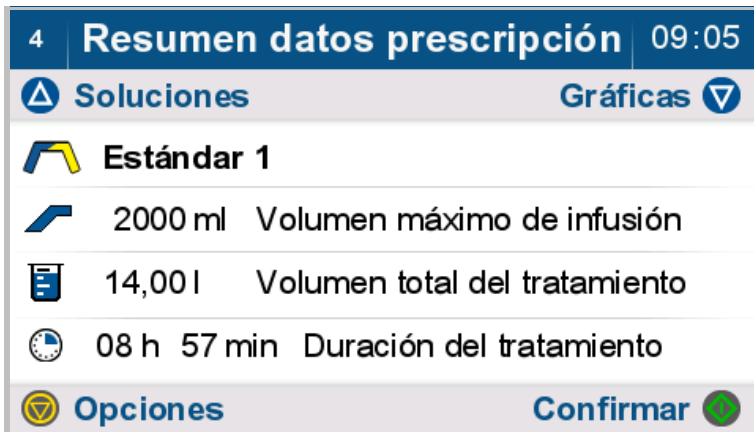 4 Resumen datos prescripción 09:05
Soluciones Gráficas
Estándar 1
2000 ml Volumen máximo de infusión
14,00 l Volumen total del tratamiento
08 h 57 min Duración del tratamiento
Opciones Confirmar